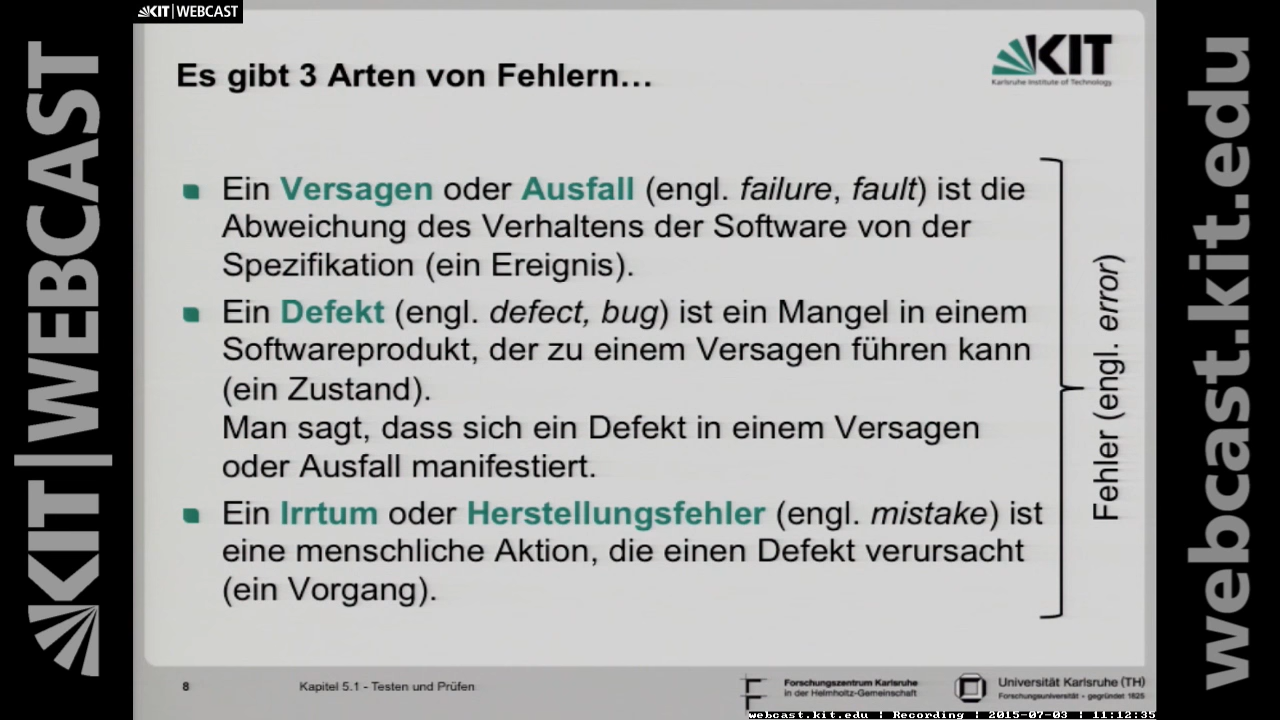 KIT|WEBCAST
KIT|WEBCAST
webcast.kit.edu
Es gibt 3 Arten von Fehlern…
KIT
Karlsruhe Institute of Technology
Ein Versagen oder Ausfall (engl. failure, fault) ist die
Abweichung des Verhaltens der Software von der
Spezifikation (ein Ereignis).
Ein Defekt (engl. defect, bug) ist ein Mangel in einem
Softwareprodukt, der zu einem Versagen führen kann
(ein Zustand).
Man sagt, dass sich ein Defekt in einem Versagen
oder Ausfall manifestiert.
Ein Irrtum oder Herstellungsfehler (engl. mistake) ist
eine menschliche Aktion, die einen Defekt verursacht
(ein Vorgang).
Fehler (engl. error)
8
Kapitel 5.1 - Testen und Prüfen
Forschungszentrum Karlsruhe
in der Helmholtz-Gemeinschaft
Universität Karlsruhe (TH)
Forschungsuniversität • gegründet 1825
webcast.kit.edu | Recording | 2015-07-03 | 11:12:35